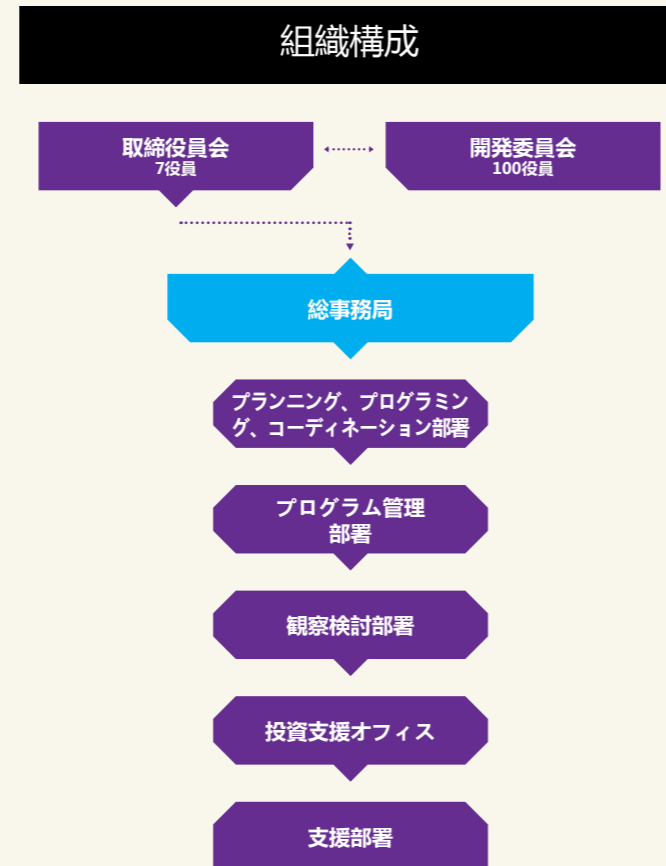 組織構成
取締役員会
7役員
開発委員会
100役員
総事務局
プランニング、プログラミン
グ、コーディネーション部署
プログラム管理
部署
観察検討部署
投資支援オフィス
支援部署